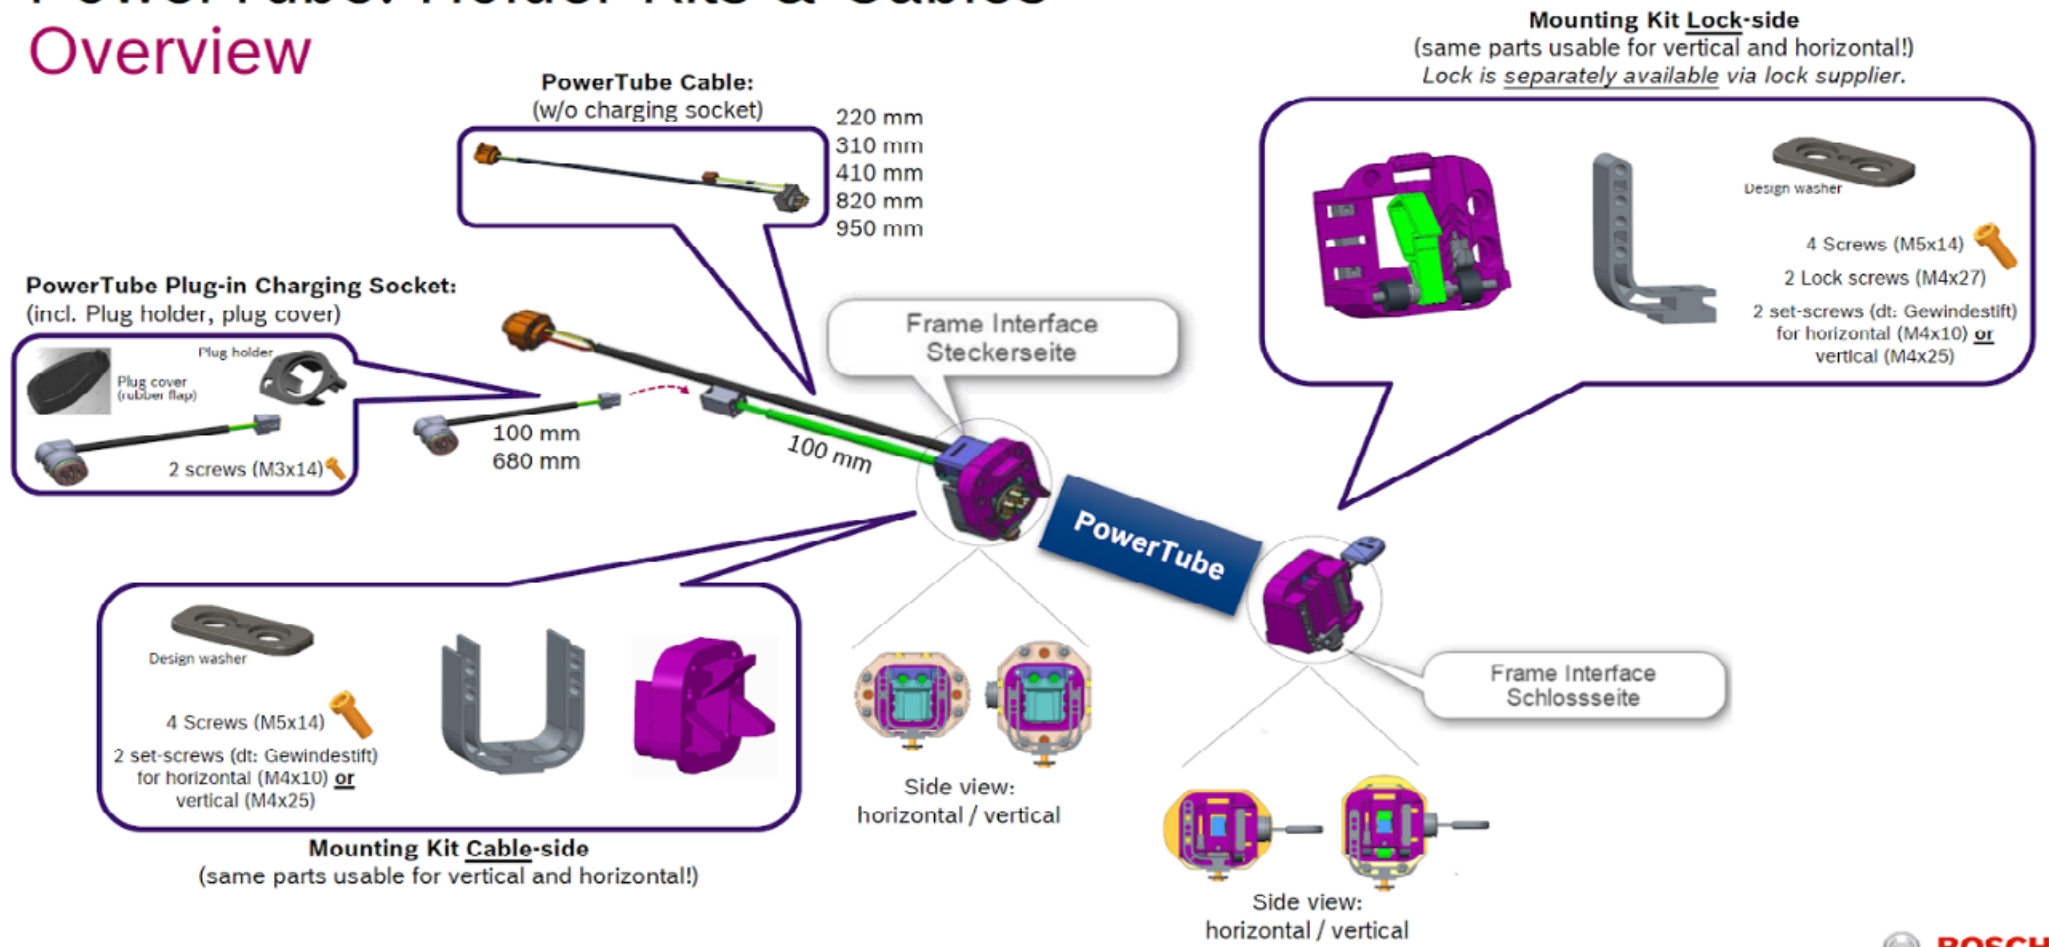 PowerTube: Holder Kits & Cables
Overview
PowerTube Cable:
(w/o charging socket)
220 mm
310 mm
410 mm
820 mm
950 mm
Mounting Kit Lock-side
(same parts usable for vertical and horizontal!)
Lock is separately available via lock supplier.
Design washer
4 Screws (M5x14)
2 Lock screws (M4x27)
2 set-screws (dt: Gewindestift)
for horizontal (M4x10) or
vertical (M4x25)
PowerTube Plug-in Charging Socket:
(incl. Plug holder, plug cover)
Plug holder
Plug cover
(rubber flap)
2 screws (M3x14)
100 mm
680 mm
100 mm
Frame Interface
Steckerseite
PowerTube
Frame Interface
Schlossseite
Design washer
4 Screws (M5x14)
2 set-screws (dt: Gewindestift)
for horizontal (M4x10) or
vertical (M4x25)
Mounting Kit Cable-side
(same parts usable for vertical and horizontal!)
Side view:
horizontal / vertical
Side view:
horizontal / vertical
BOSCH